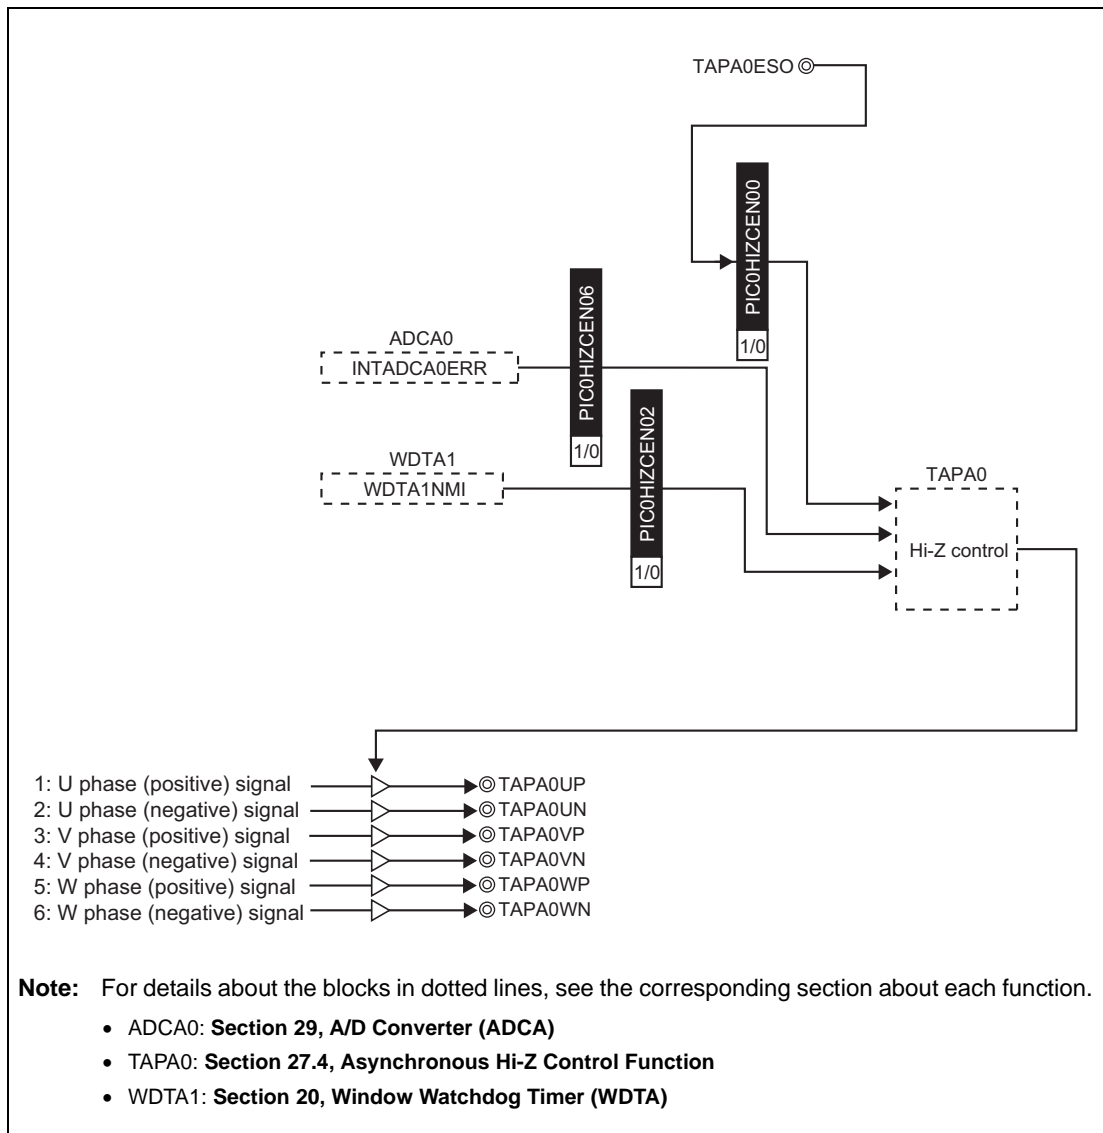 TAPA0ESO
PIC0HIZCEN00
1/0
PIC0HIZCEN06
1/0
ADCA0
INTADCA0ERR
PIC0HIZCEN02
1/0
WDTA1
WDTA1NMI
TAPA0
Hi-Z control
1: U phase (positive) signal TAPA0UP
2: U phase (negative) signal TAPA0UN
3: V phase (positive) signal TAPA0VP
4: V phase (negative) signal TAPA0VN
5: W phase (positive) signal TAPA0WP
6: W phase (negative) signal TAPA0WN
Note: For details about the blocks in dotted lines, see the corresponding section about each function.
• ADCA0: Section 29, A/D Converter (ADCA)
• TAPA0: Section 27.4, Asynchronous Hi-Z Control Function
• WDTA1: Section 20, Window Watchdog Timer (WDTA)